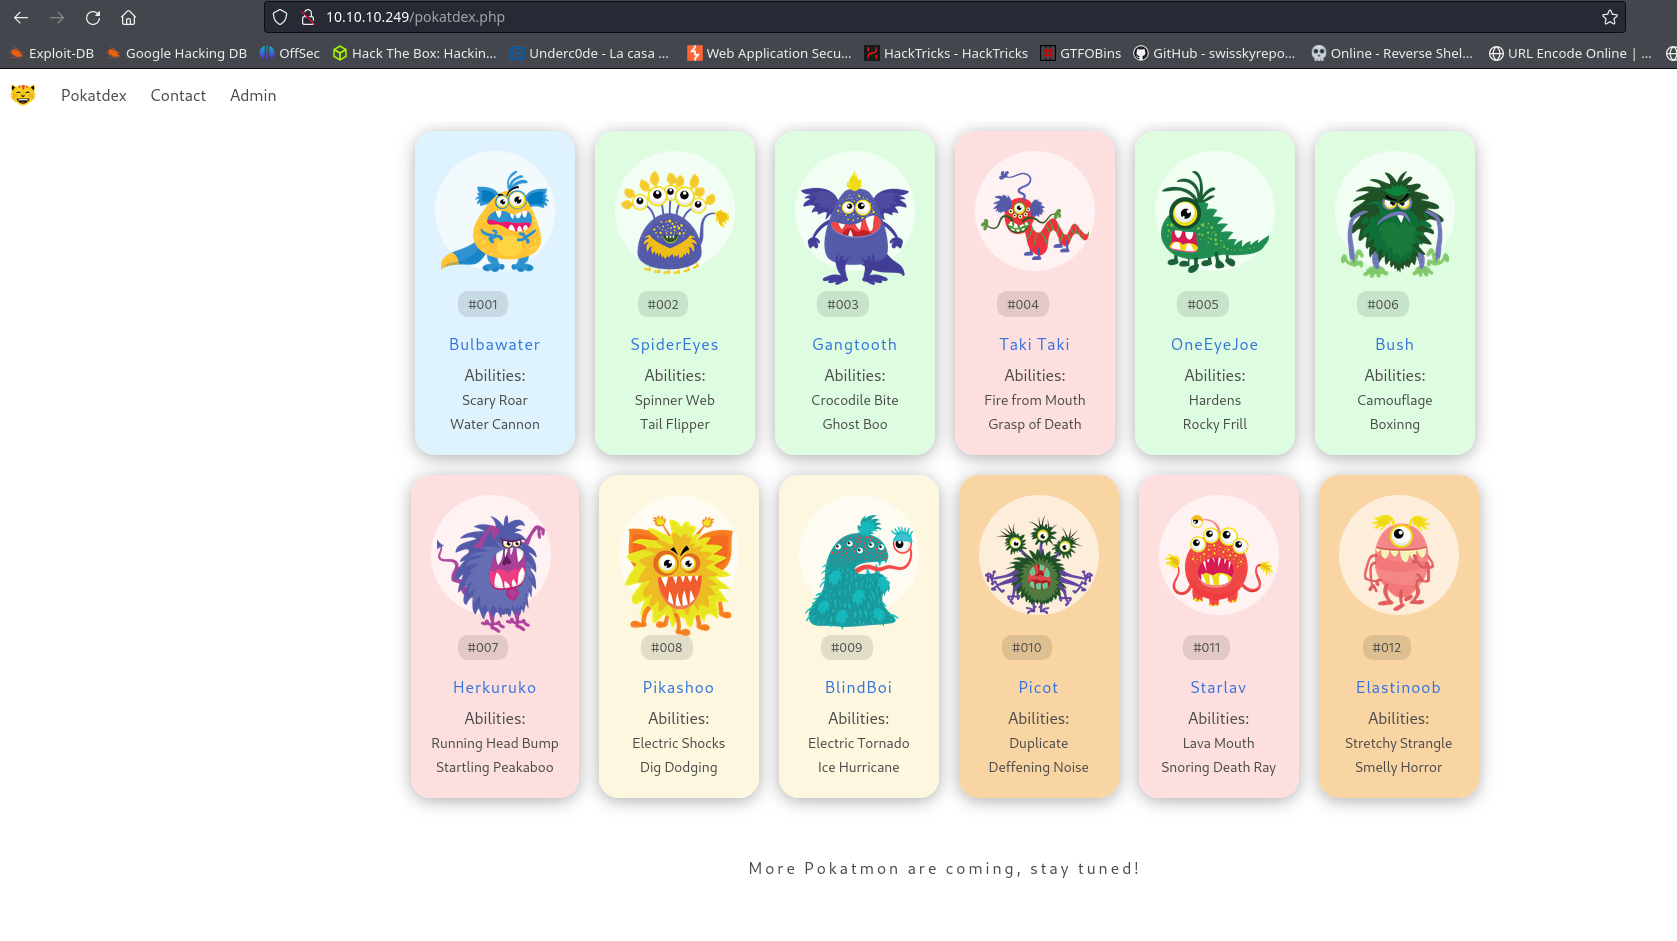 10.10.10.249/pokatdex.php
Exploit-DB Google Hacking DB OffSec Hack The Box: Hackin... Underc0de - La casa ... Web Application Secu... HackTricks - HackTricks GTFOBins GitHub - swisskyrepo... Online - Reverse Shel... URL Encode Online | ...
Pokatdex Contact Admin
#001 #002 #003 #004 #005 #006
Bulbawater SpiderEyes Gangtooth Taki Taki OneEyeJoe Bush
Abilities: Abilities: Abilities: Abilities: Abilities: Abilities:
Scary Roar Spinner Web Crocodile Bite Fire from Mouth Hardens Camouflage
Water Cannon Tail Flipper Ghost Boo Grasp of Death Rocky Frill Boxinng
#007 #008 #009 #010 #011 #012
Herkuruko Pikashoo BlindBoi Picot Starlav Elastinoob
Abilities: Abilities: Abilities: Abilities: Abilities: Abilities:
Running Head Bump Electric Shocks Electric Tornado Duplicate Lava Mouth Stretchy Strangle
Startling Peakaboo Dig Dodging Ice Hurricane Deffening Noise Snoring Death Ray Smelly Horror
More Pokatmon are coming, stay tuned!